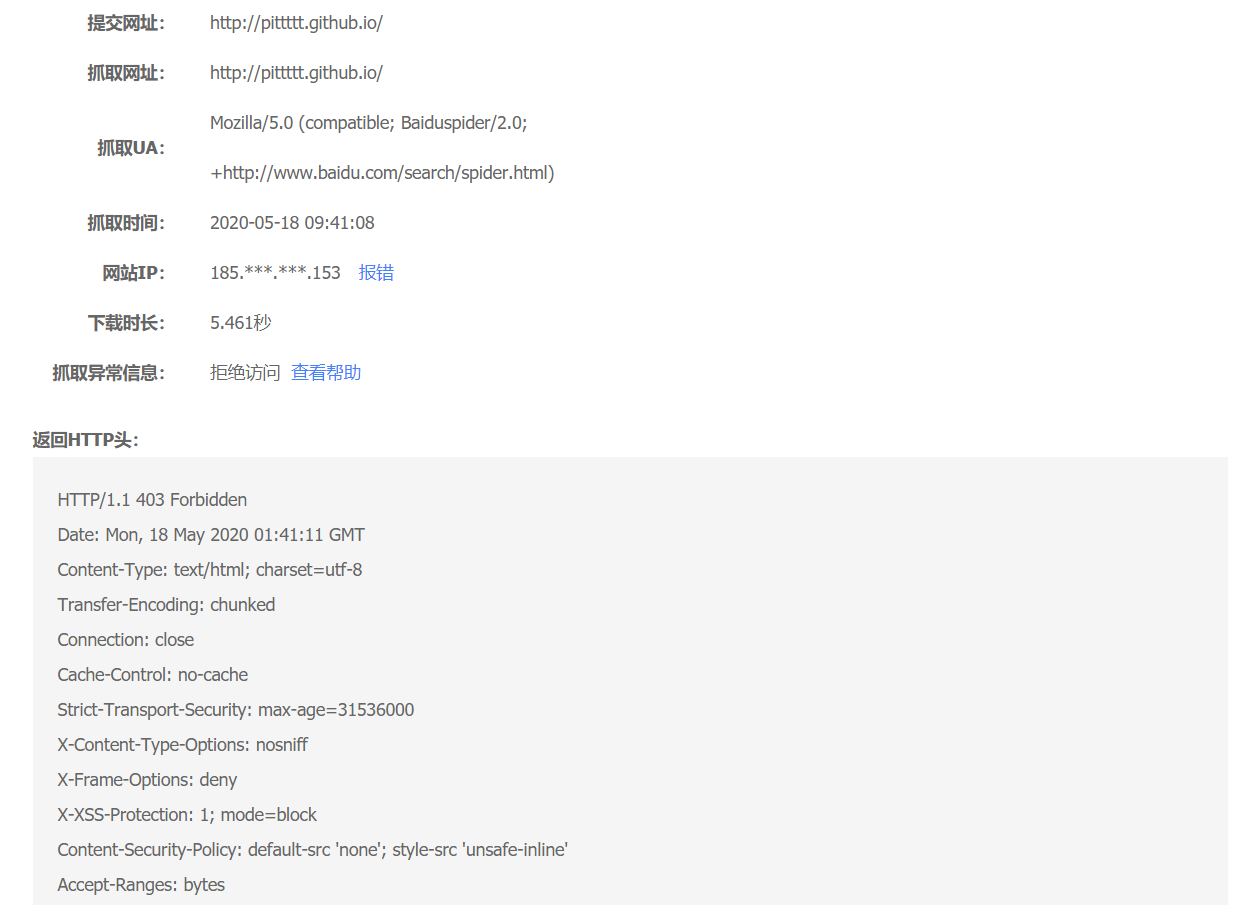 提交网址： http://pittttt.github.io/
抓取网址： http://pittttt.github.io/
抓取UA： Mozilla/5.0 (compatible; Baiduspider/2.0;
+http://www.baidu.com/search/spider.html)
抓取时间： 2020-05-18 09:41:08
网站IP： 185.***.***.153 报错
下载时长： 5.461秒
抓取异常信息： 拒绝访问 查看帮助
返回HTTP头：
HTTP/1.1 403 Forbidden
Date: Mon, 18 May 2020 01:41:11 GMT
Content-Type: text/html; charset=utf-8
Transfer-Encoding: chunked
Connection: close
Cache-Control: no-cache
Strict-Transport-Security: max-age=31536000
X-Content-Type-Options: nosniff
X-Frame-Options: deny
X-XSS-Protection: 1; mode=block
Content-Security-Policy: default-src 'none'; style-src 'unsafe-inline'
Accept-Ranges: bytes